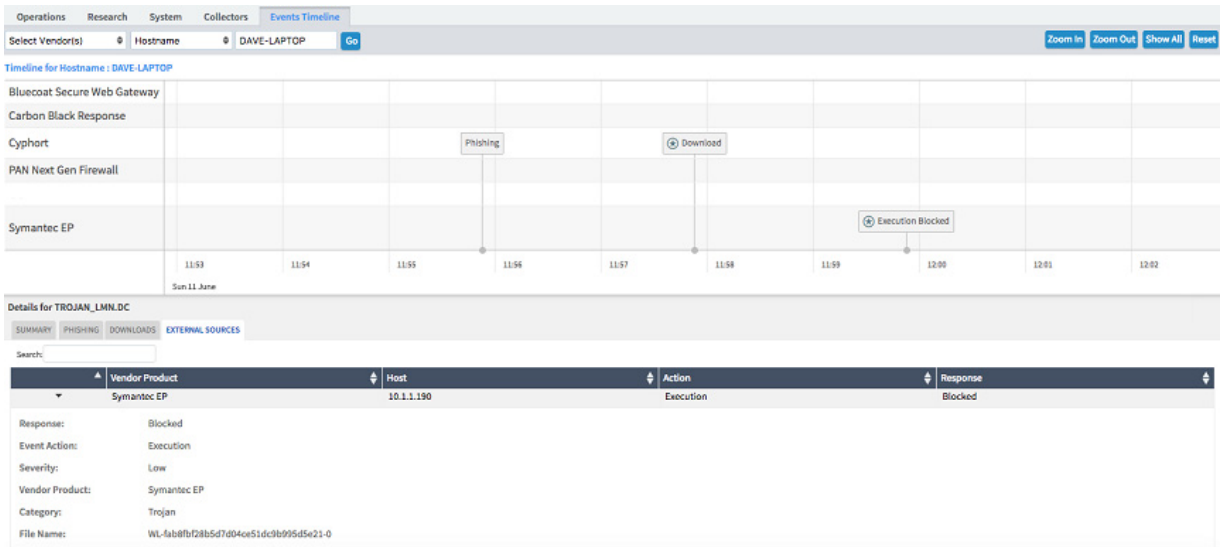 Operations Research System Collectors Events Timeline
Select Vendor(s) Hostname DAVE-LAPTOP Go Zoom In Zoom Out Show All Reset
Timeline for Hostname : DAVE-LAPTOP
Bluecoat Secure Web Gateway
Carbon Black Response
Cyphort Phishing Download
PAN Next Gen Firewall
Symantec EP Execution Blocked
11:53 11:54 11:55 11:56 11:57 11:58 11:59 12:00 12:01 12:02
Sun 11 June
Details for TROJAN_LMN.DC
SUMMARY PHISHING DOWNLOADS EXTERNAL SOURCES
Search:
Vendor Product Host Action Response
Symantec EP 10.1.1.190 Execution Blocked
Response: Blocked
Event Action: Execution
Severity: Low
Vendor Product: Symantec EP
Category: Trojan
File Name: WL-fab8fbf28b5d7d04ce51dc9b995d5e21-0